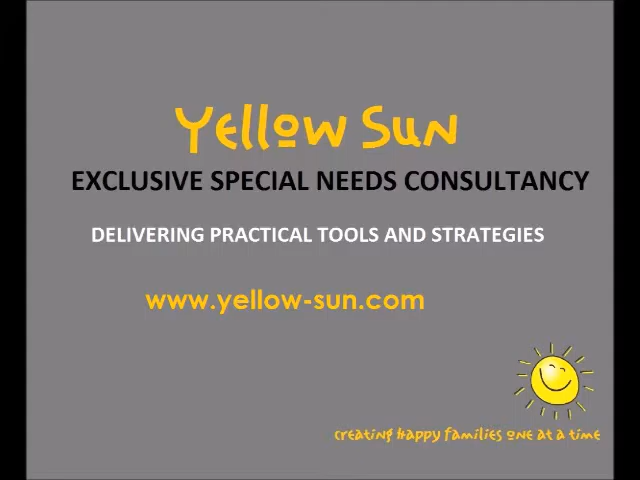 Yellow Sun
EXCLUSIVE SPECIAL NEEDS CONSULTANCY
DELIVERING PRACTICAL TOOLS AND STRATEGIES
www.yellow-sun.com
creating happy families one at a time